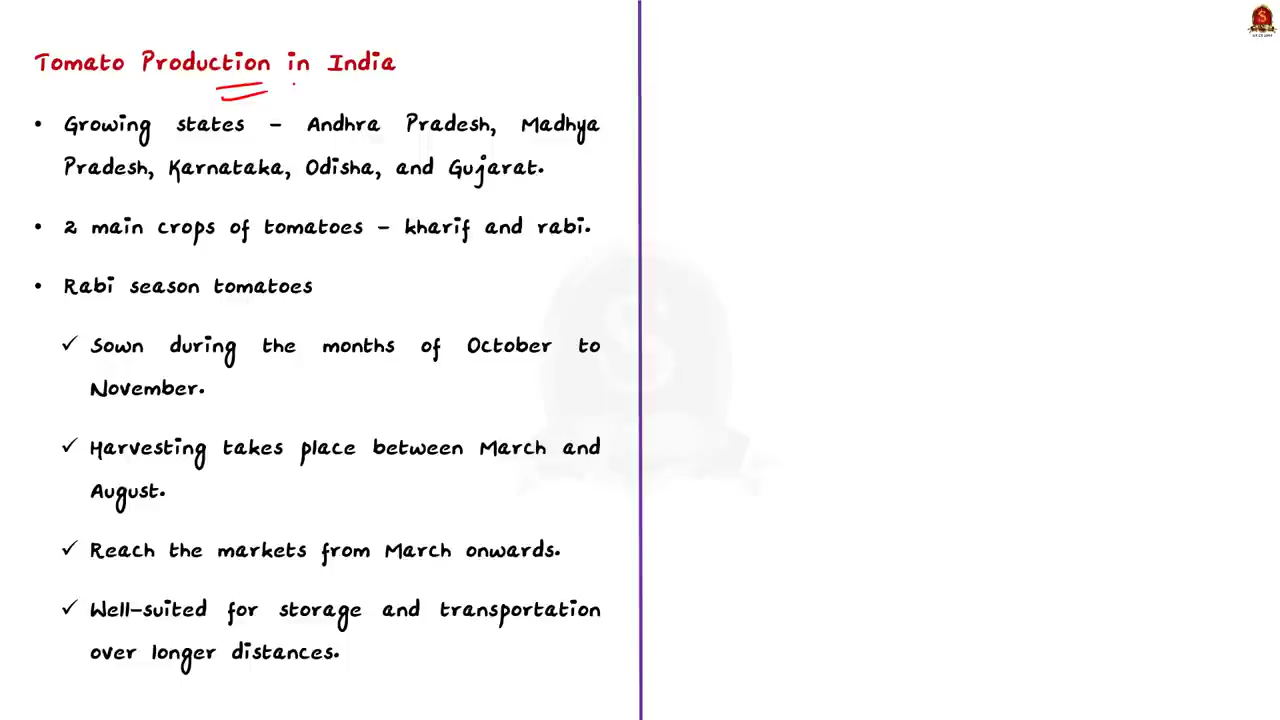 Tomato Production in India
• Growing states - Andhra Pradesh, Madhya
Pradesh, Karnataka, Odisha, and Gujarat.
• 2 main crops of tomatoes - kharif and rabi.
• Rabi season tomatoes
✓ Sown during the months of October to
November.
✓ Harvesting takes place between March and
August.
✓ Reach the markets from March onwards.
✓ Well-suited for storage and transportation
over longer distances.